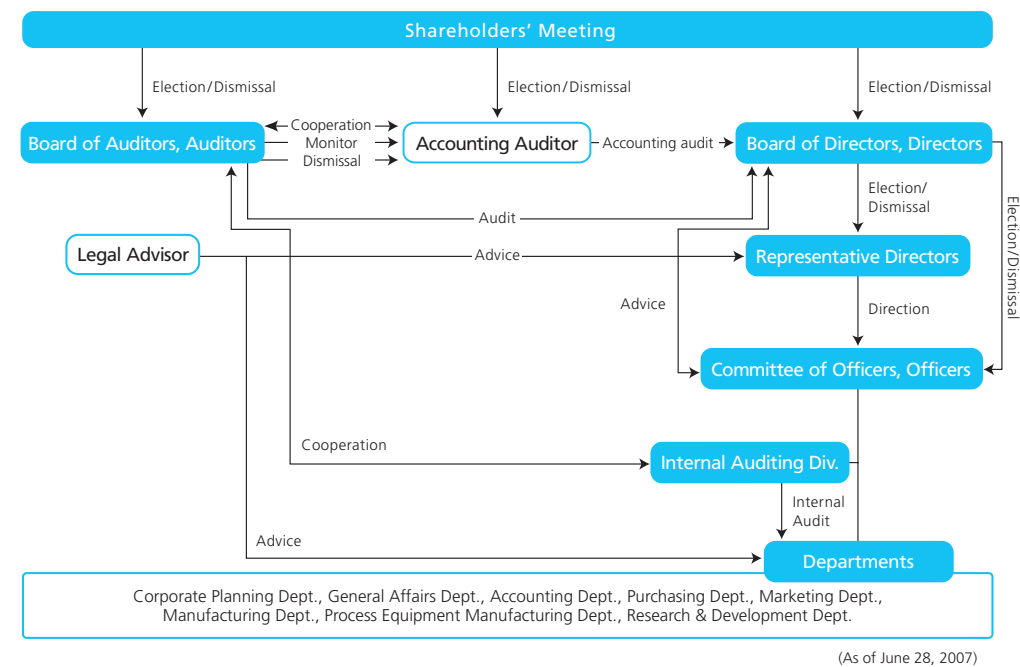 Shareholders' Meeting
Election/Dismissal
Election/Dismissal
Election/Dismissal
Board of Auditors, Auditors
Cooperation
Monitor
Dismissal
Accounting Auditor
Accounting audit
Board of Directors, Directors
Election/
Dismissal
Election/Dismissal
Audit
Legal Advisor
Advice
Representative Directors
Advice
Direction
Committee of Officers, Officers
Cooperation
Internal Auditing Div.
Internal
Audit
Advice
Departments
Corporate Planning Dept., General Affairs Dept., Accounting Dept., Purchasing Dept., Marketing Dept.,
Manufacturing Dept., Process Equipment Manufacturing Dept., Research & Development Dept.
(As of June 28, 2007)